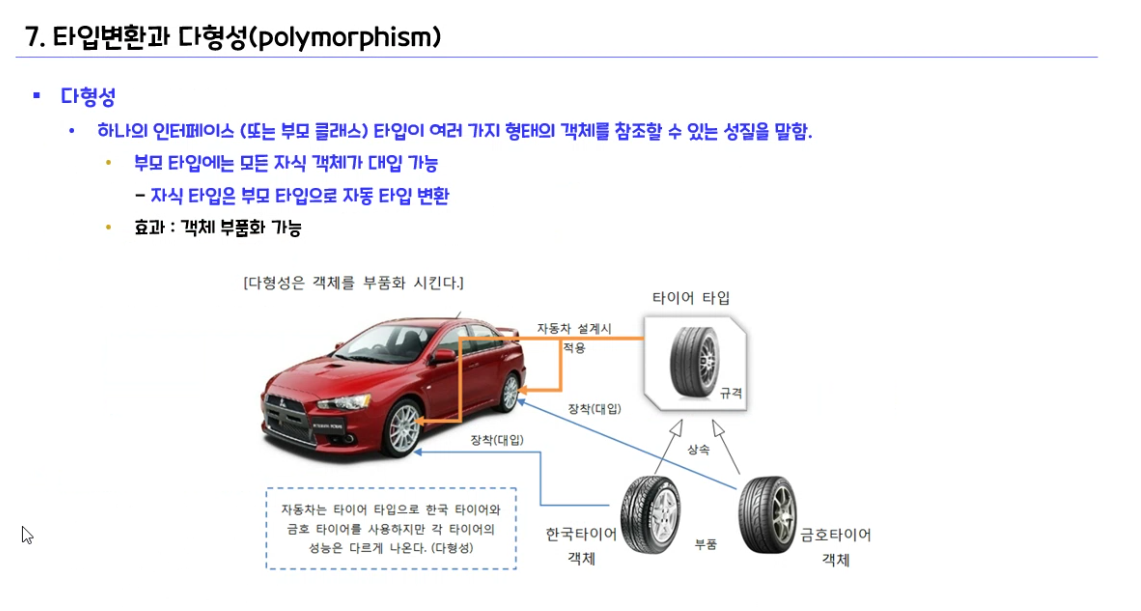 7. 타입변환과 다형성(polymorphism)
▪ 다형성
• 하나의 인터페이스 (또는 부모 클래스) 타입이 여러 가지 형태의 객체를 참조할 수 있는 성질을 말함.
• 부모 타입에는 모든 자식 객체가 대입 가능
– 자식 타입은 부모 타입으로 자동 타입 변환
• 효과 : 객체 부품화 가능
[다형성은 객체를 부품화 시킨다.]
타이어 타입
자동차 설계시
적용
규격
장착(대입)
장착(대입)
상속
자동차는 타이어 타입으로 한국 타이어와
금호 타이어를 사용하지만 각 타이어의
성능은 다르게 나온다. (다형성)
한국타이어
객체
부품
금호타이어
객체